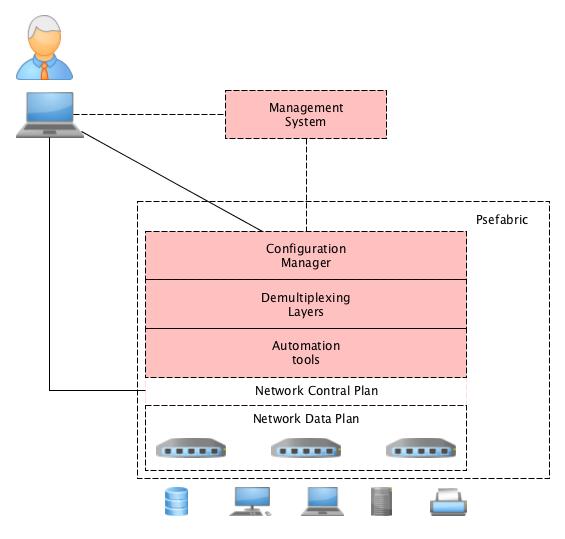 Management
System
Psefabric
Configuration
Manager
Demultiplexing
Layers
Automation
tools
Network Contral Plan
Network Data Plan